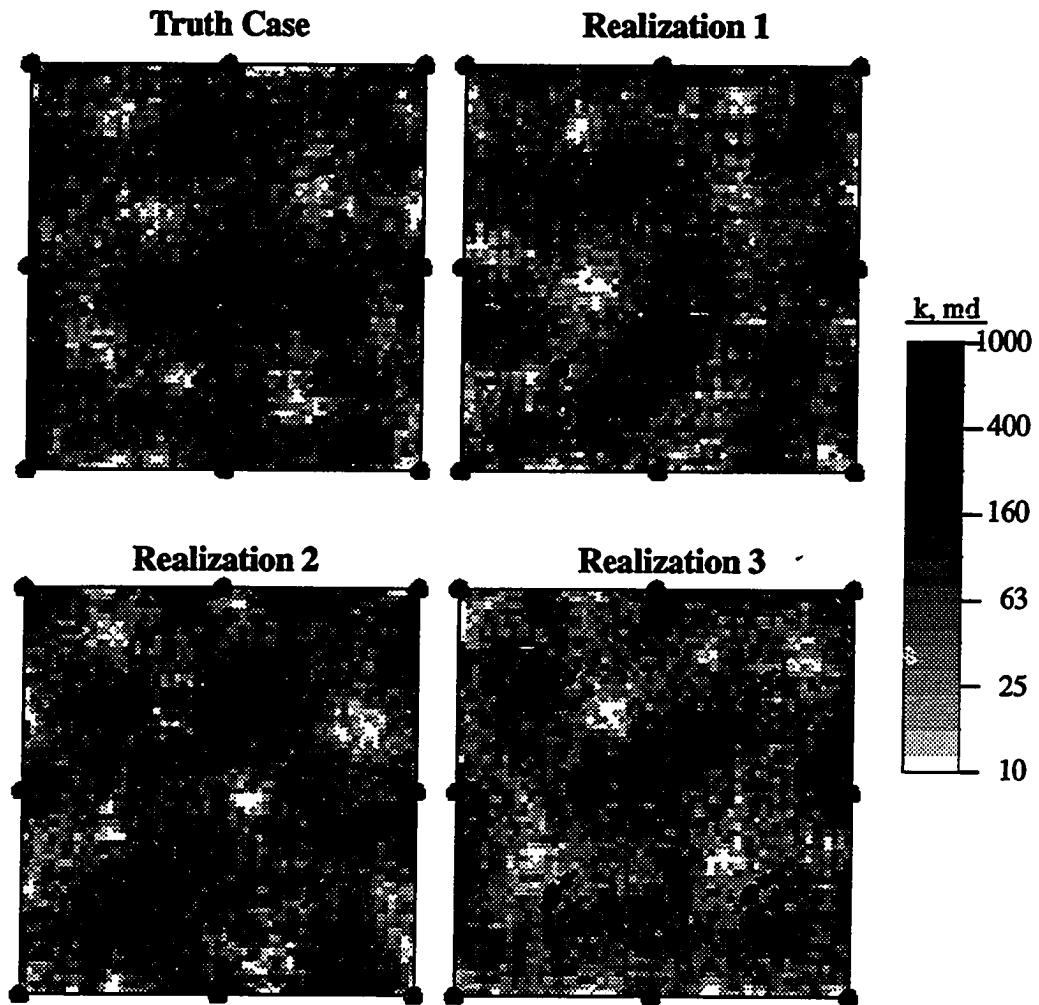 Truth Case
Realization 1
k, md
1000
400
160
63
25
10
Realization 2
Realization 3